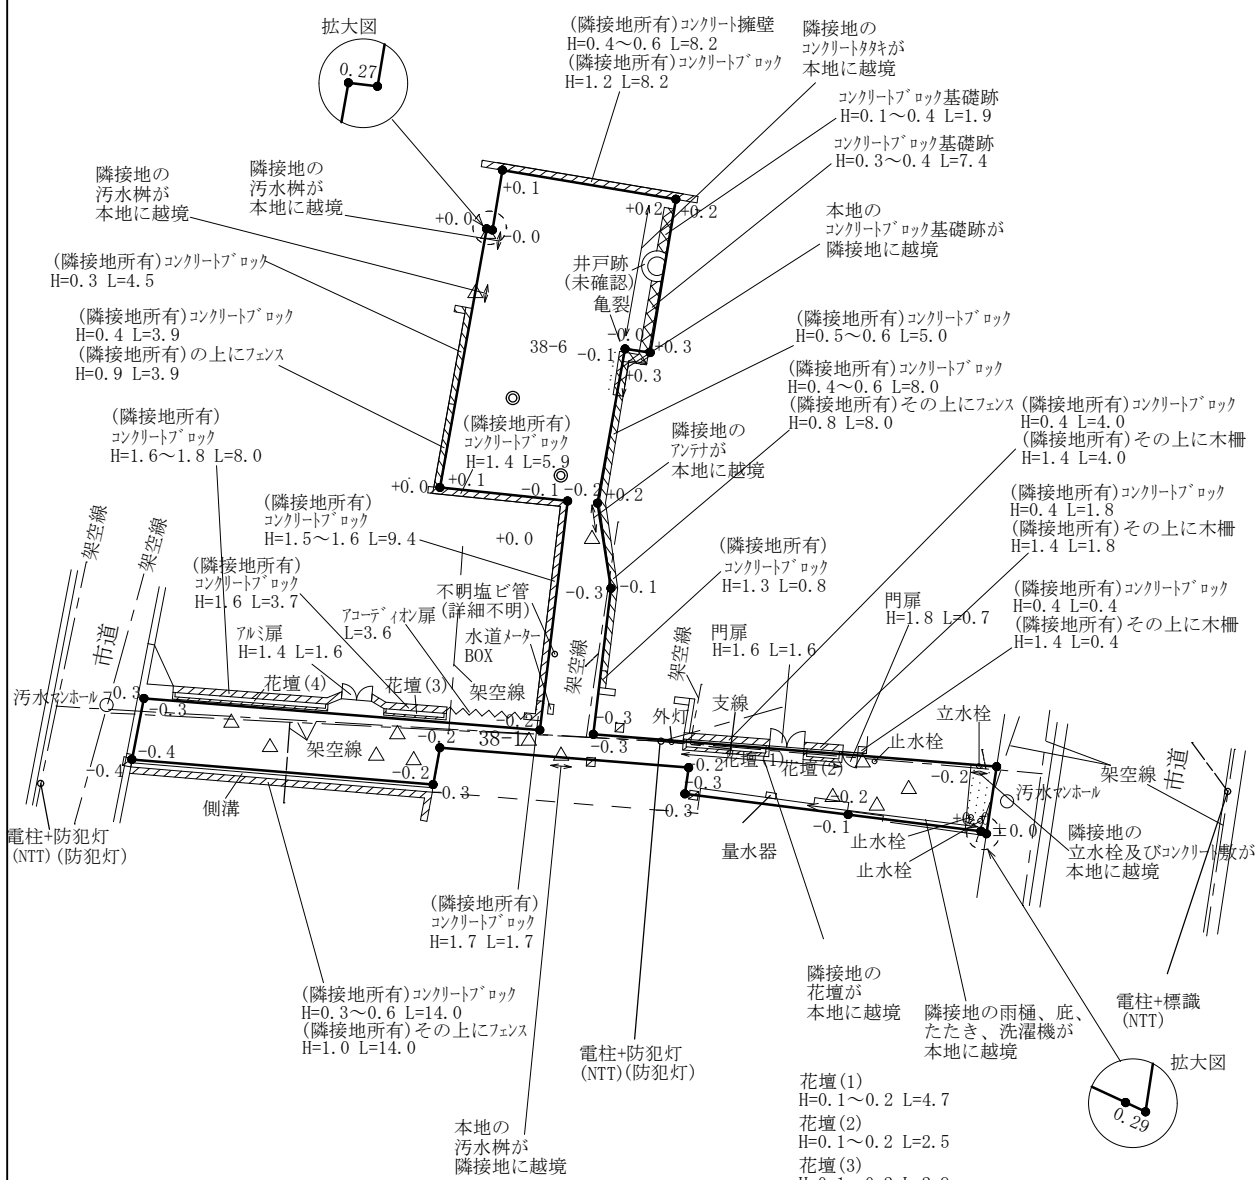 拡大図
0.27
(隣接地所有)コンクリート擁壁
H=0.4～0.6 L=8.2
(隣接地所有)コンクリートブロック
H=1.2 L=8.2
隣接地の
コンクリートタタキが
本地に越境
コンクリートブロック基礎跡
H=0.1～0.4 L=1.9
コンクリートブロック基礎跡
H=0.3～0.4 L=7.4
隣接地の
汚水桝が
本地に越境
隣接地の
汚水桝が
本地に越境
+0.1
+0.2
+0.2
+0.0
-0.0
本地の
コンクリートブロック基礎跡が
隣接地に越境
井戸跡
(未確認)
亀裂
(隣接地所有)コンクリートブロック
H=0.3 L=4.5
(隣接地所有)コンクリートブロック
H=0.4 L=3.9
(隣接地所有)の上にフェンス
H=0.9 L=3.9
-0.0
38-6
-0.1
+0.3
+0.3
(隣接地所有)コンクリートブロック
H=0.5～0.6 L=5.0
(隣接地所有)コンクリートブロック
H=0.4～0.6 L=8.0
(隣接地所有)その上にフェンス
H=0.8 L=8.0
(隣接地所有)コンクリートブロック
H=0.4 L=4.0
(隣接地所有)その上に木柵
H=1.4 L=4.0
(隣接地所有)
コンクリートブロック
H=1.6～1.8 L=8.0
(隣接地所有)
コンクリートブロック
H=1.4 L=5.9
隣接地の
アンテナが
本地に越境
+0.0
+0.1
-0.1
-0.2
+0.2
(隣接地所有)コンクリートブロック
H=0.4 L=1.8
(隣接地所有)その上に木柵
H=1.4 L=1.8
(隣接地所有)
コンクリートブロック
H=1.5～1.6 L=9.4
+0.0
架空線
架空線
(隣接地所有)
コンクリートブロック
H=1.3 L=0.8
(隣接地所有)
コンクリートブロック
H=1.6 L=3.7
不明塩ビ管
(詳細不明)
-0.3
-0.1
(隣接地所有)コンクリートブロック
H=0.4 L=0.4
(隣接地所有)その上に木柵
H=1.4 L=0.4
門扉
H=1.8 L=0.7
アコーディオン扉
L=3.6
水道メーター
BOX
門扉
H=1.6 L=1.6
アルミ扉
H=1.4 L=1.6
市道
架空線
架空線
花壇(4)
花壇(3)
架空線
汚水マンホール
-0.3
-0.3
-0.2
-0.3
外灯
支線
立水栓
止水栓
38-1
-0.2
-0.3
架空線
花壇(1)
花壇(2)
-0.2
架空線
市道
-0.4
-0.4
-0.2
-0.3
-0.2
-0.3
-0.3
-0.2
-0.1
汚水マンホール
±0.0
側溝
電柱+防犯灯
(NTT)(防犯灯)
量水器
止水栓
止水栓
隣接地の
立水栓及びコンクリート敷が
本地に越境
(隣接地所有)
コンクリートブロック
H=1.7 L=1.7
(隣接地所有)コンクリートブロック
H=0.3～0.6 L=14.0
(隣接地所有)その上にフェンス
H=1.0 L=14.0
隣接地の
花壇が
本地に越境
隣接地の雨樋、庇、
たたき、洗濯機が
本地に越境
電柱+標識
(NTT)
電柱+防犯灯
(NTT)(防犯灯)
拡大図
0.29
本地の
汚水桝が
隣接地に越境
花壇(1)
H=0.1～0.2 L=4.7
花壇(2)
H=0.1～0.2 L=2.5
花壇(3)